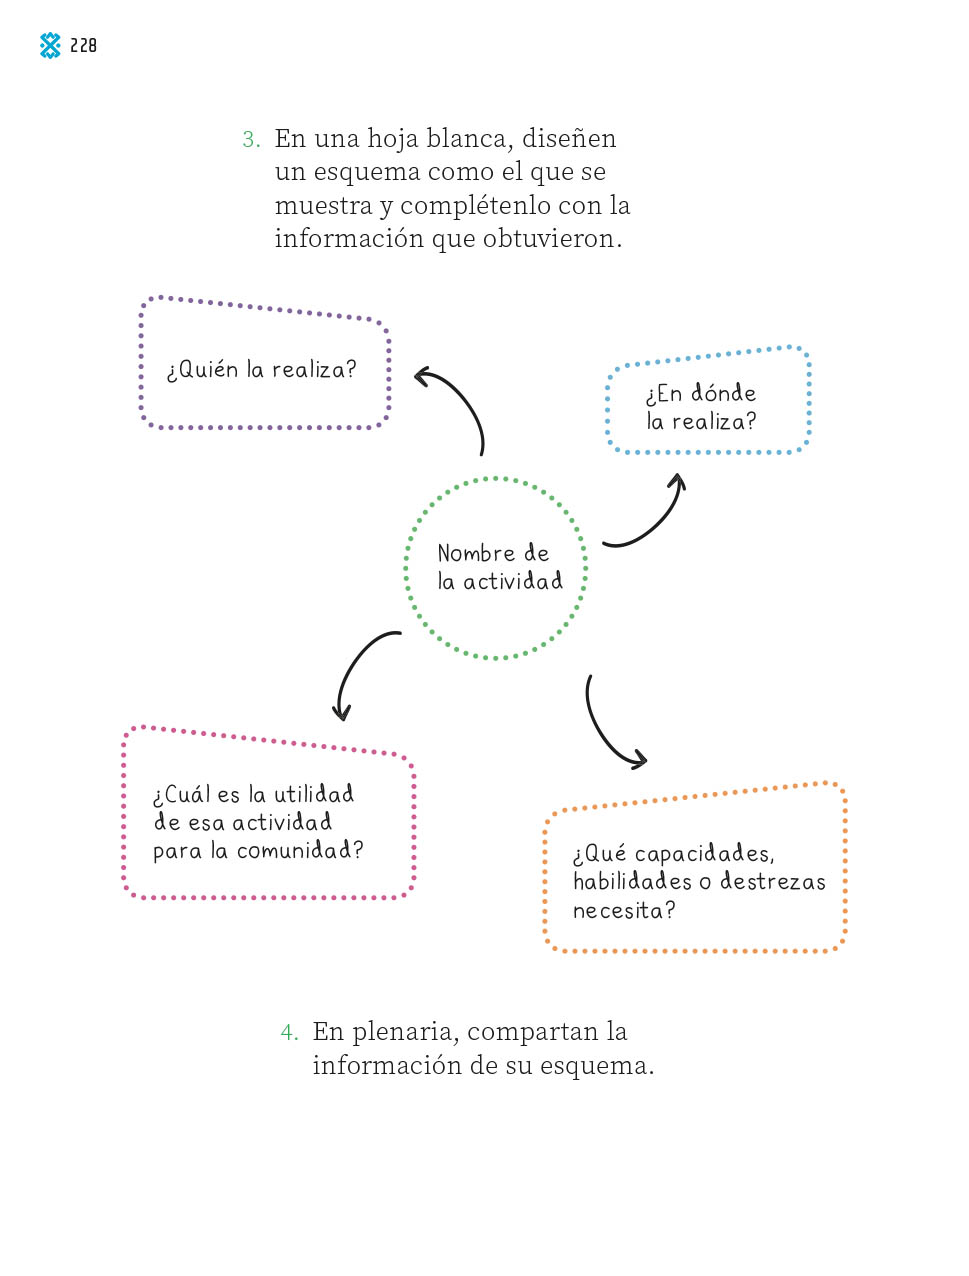 228
3. En una hoja blanca, diseñen
un esquema como el que se
muestra y complétenlo con la
información que obtuvieron.
¿Quién la realiza?
¿En dónde
la realiza?
Nombre de
la actividad
¿Cuál es la utilidad
de esa actividad
para la comunidad?
¿Qué capacidades,
habilidades o destrezas
necesita?
4. En plenaria, compartan la
información de su esquema.